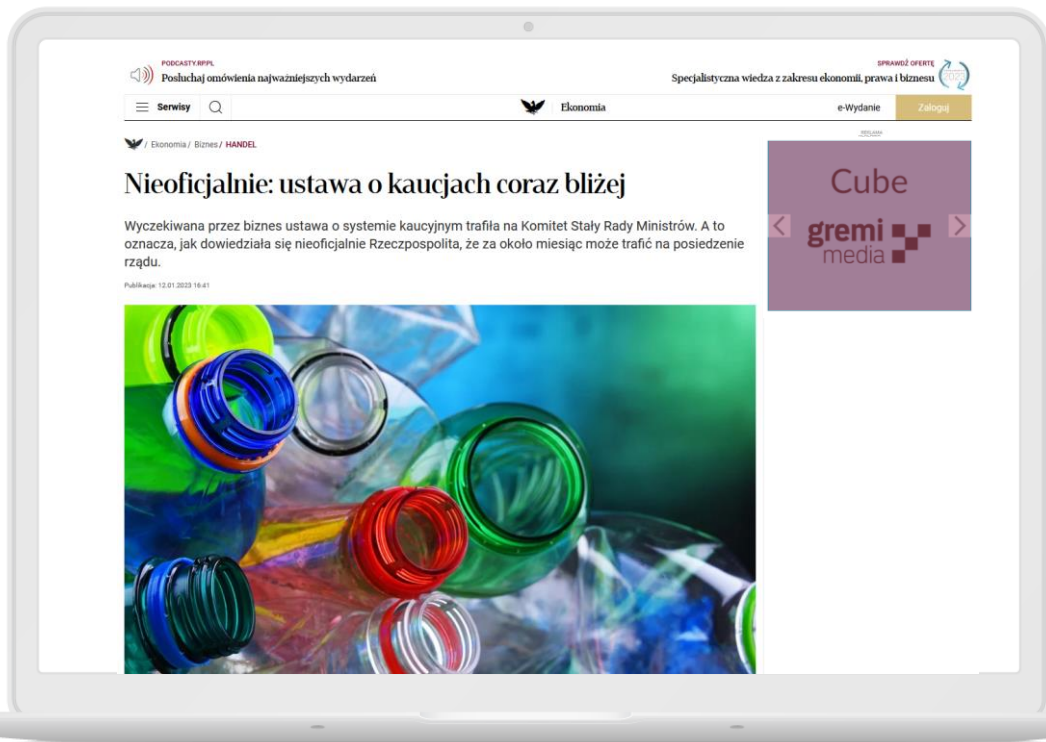 PODCASTY.RP.PL
Posłuchaj omówienia najważniejszych wydarzeń
SPRAWDŹ OFERTĘ
Specjalistyczna wiedza z zakresu ekonomii, prawa i biznesu
2023
Serwisy
Ekonomia
e-Wydanie
Zaloguj
/ Ekonomia / Biznes / HANDEL
REKLAMA
Nieoficjalnie: ustawa o kaucjach coraz bliżej
Wyczekiwana przez biznes ustawa o systemie kaucyjnym trafiła na Komitet Stały Rady Ministrów. A to
oznacza, jak dowiedziała się nieoficjalnie Rzeczpospolita, że za około miesiąc może trafić na posiedzenie
rządu.
Publikacja: 12.01.2023 16:41
Cube
gremi
media